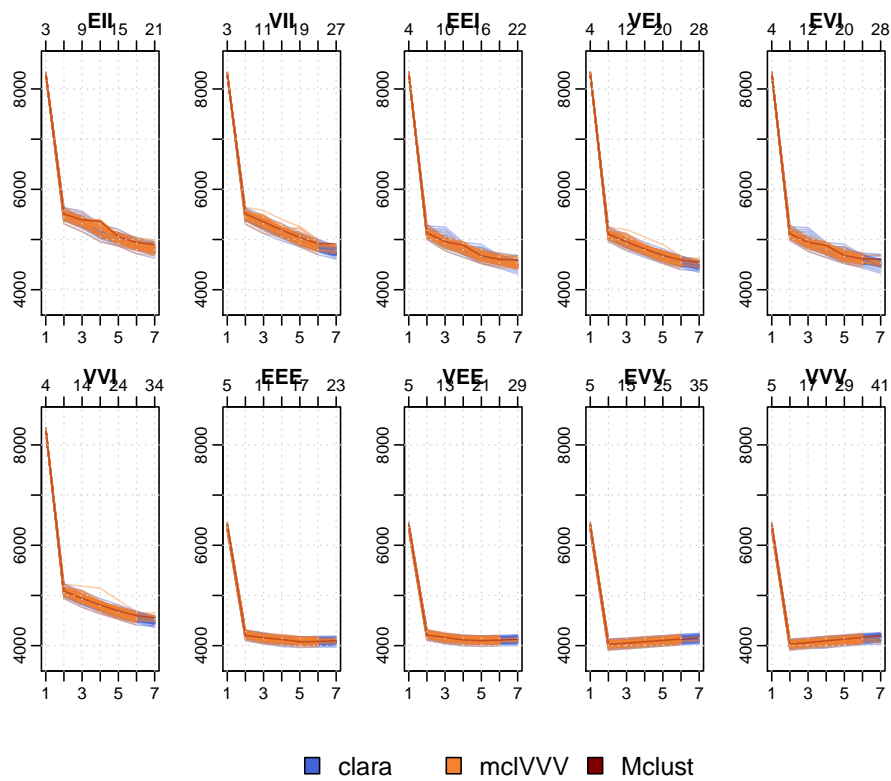 EII VII EEI VEI EVI
3 9 15 21 3 11 19 27 4 10 16 22 4 12 20 28 4 12 20 28
8000 8000 8000 8000 8000
6000 6000 6000 6000 6000
4000 4000 4000 4000 4000
1 3 5 7 1 3 5 7 1 3 5 7 1 3 5 7 1 3 5 7
VVI EEE VEE EVV VVV
4 14 24 34 5 11 17 23 5 13 21 29 5 15 25 35 5 17 29 41
8000 8000 8000 8000 8000
6000 6000 6000 6000 6000
4000 4000 4000 4000 4000
1 3 5 7 1 3 5 7 1 3 5 7 1 3 5 7 1 3 5 7
clara mclVVV Mclust